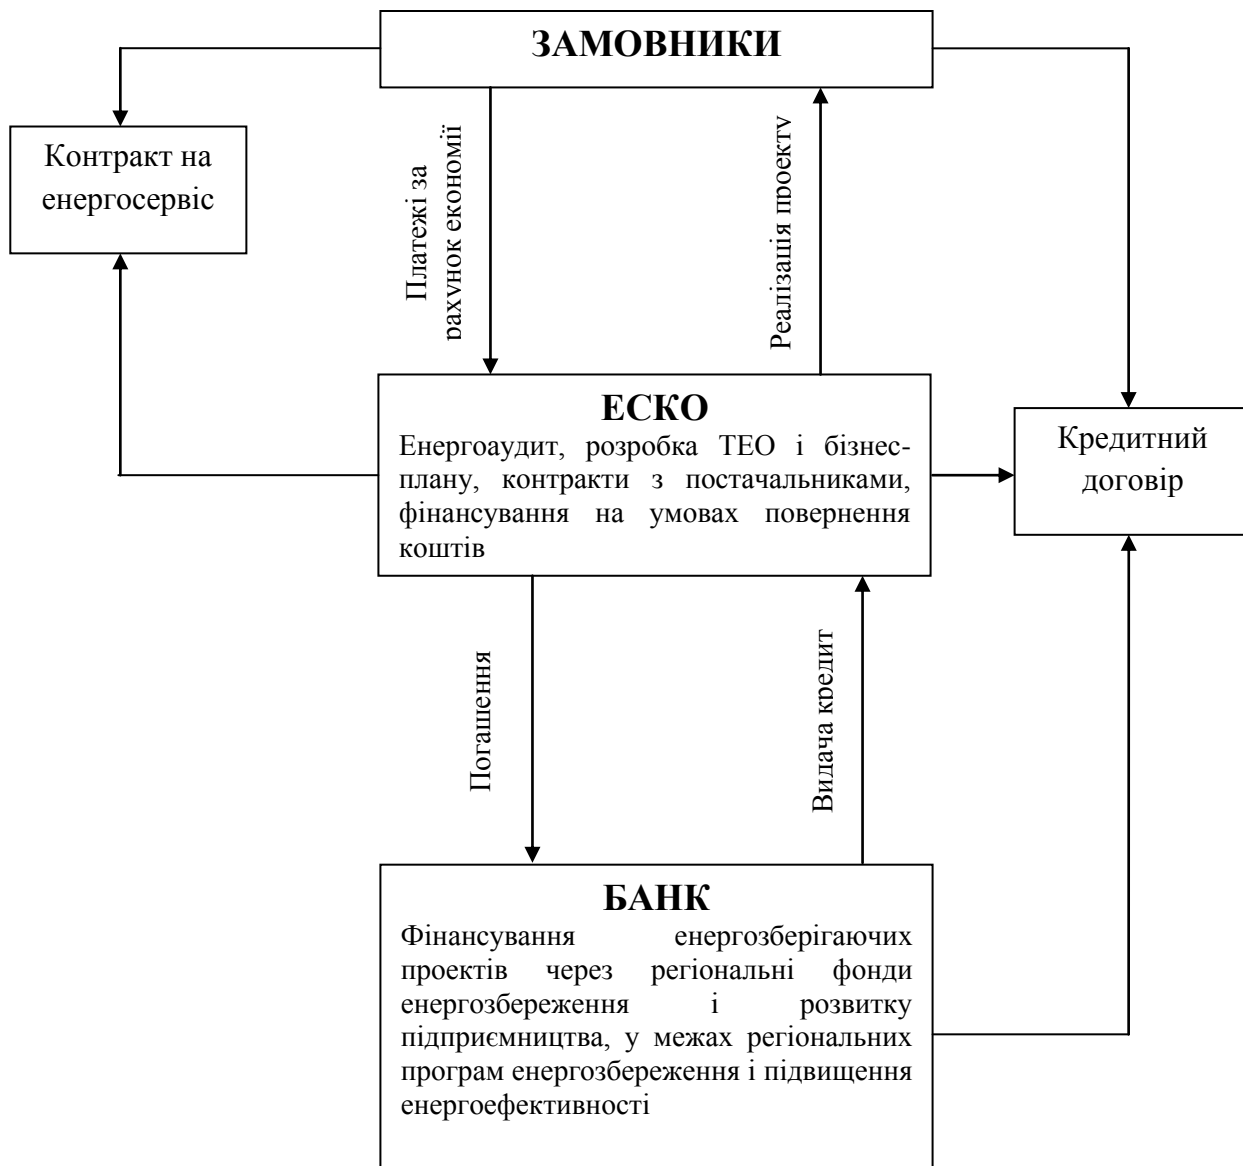 ЗАМОВНИКИ
Контракт на
енергосервіс
Платежі за
рахунок економії
Реалізація проекту
ЕСКО
Енергоаудит, розробка ТЕО і бізнес-
плану, контракти з постачальниками,
фінансування на умовах повернення
коштів
Кредитний
договір
Погашення
Видача кредит
БАНК
Фінансування енергозберігаючих
проектів через регіональні фонди
енергозбереження і розвитку
підприємництва, у межах регіональних
програм енергозбереження і підвищення
енергоефективності